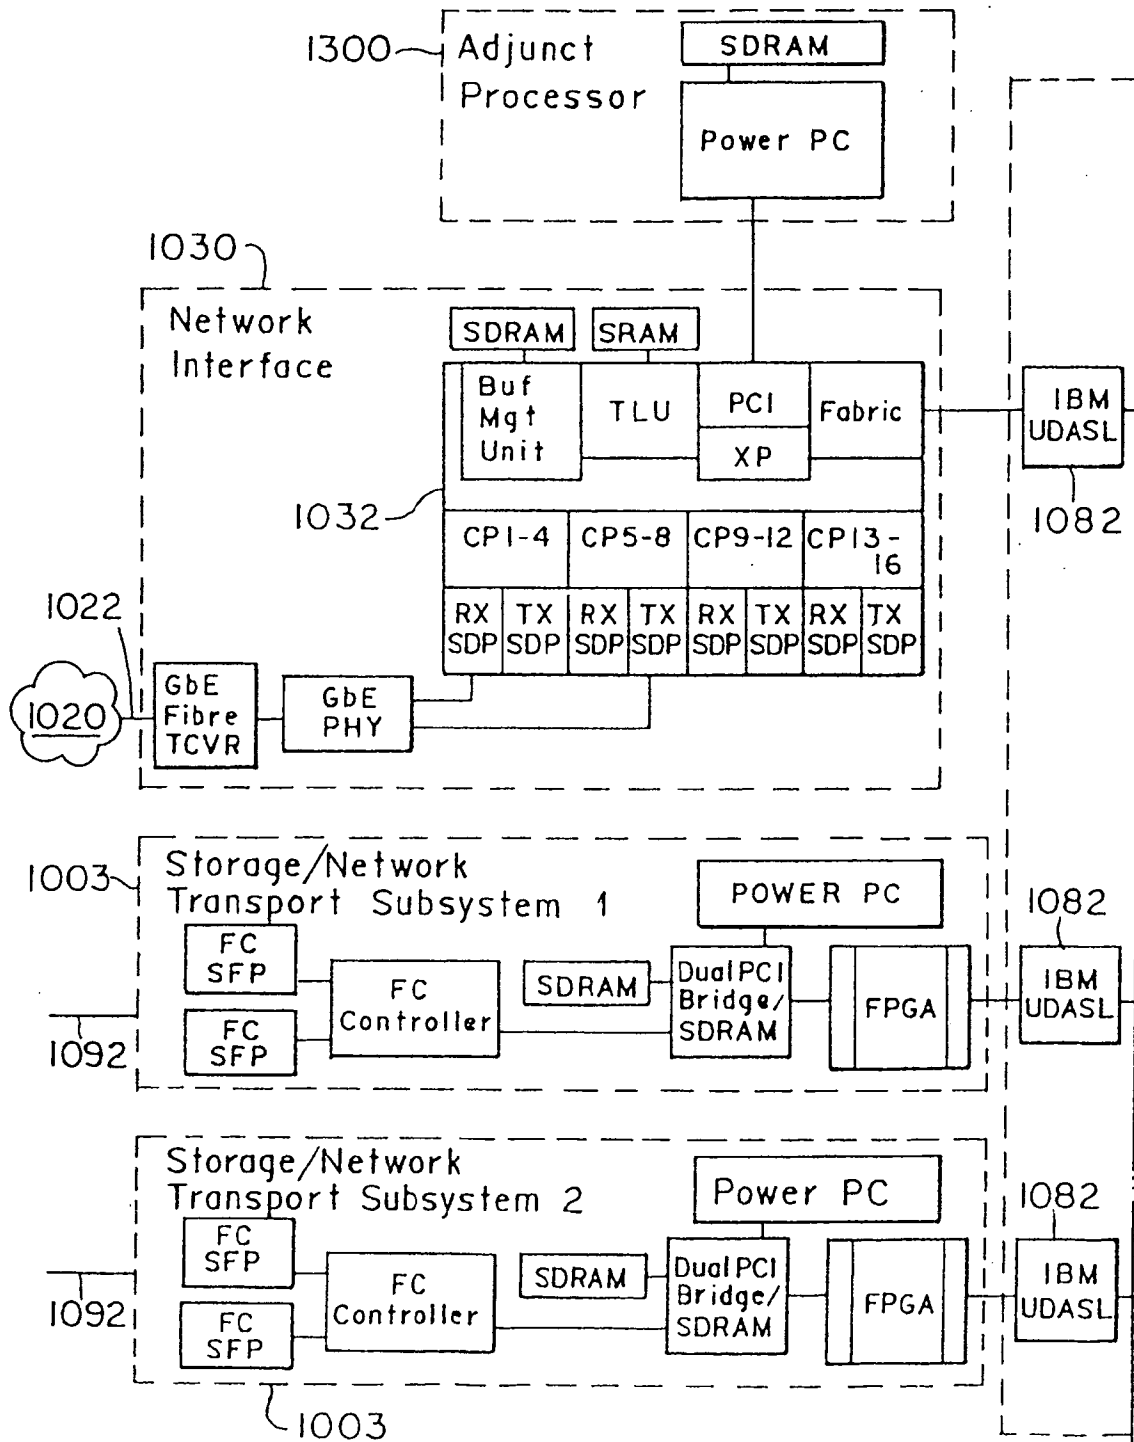 1300
Adjunct
Processor
SDRAM
Power PC
1030
Network
Interface
SDRAM
SRAM
Buf
Mgt
Unit
TLU
PCI
XP
Fabric
IBM
UDASL
1082
1032
CP1-4
CP5-8
CP9-12
CP13-
16
RX
SDP
TX
SDP
RX
SDP
TX
SDP
RX
SDP
TX
SDP
RX
SDP
TX
SDP
1022
1020
GbE
Fibre
TCVR
GbE
PHY
1003
Storage/Network
Transport Subsystem 1
POWER PC
FC
SFP
FC
SFP
FC
Controller
SDRAM
Dual PCI
Bridge/
SDRAM
FPGA
1082
IBM
UDASL
1092
Storage/Network
Transport Subsystem 2
Power PC
FC
SFP
FC
SFP
FC
Controller
SDRAM
Dual PCI
Bridge/
SDRAM
FPGA
1082
IBM
UDASL
1092
1003